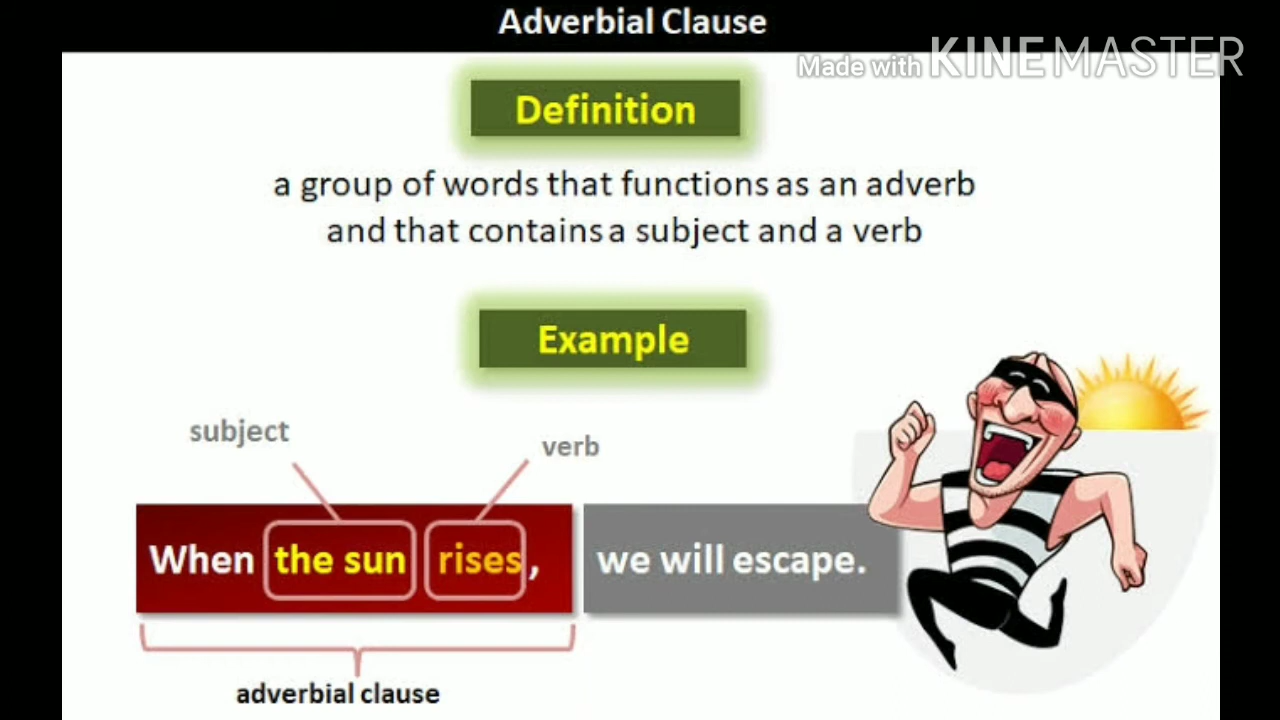 Adverbial Clause
Made with KINEMASTER
Definition
a group of words that functions as an adverb
and that contains a subject and a verb
Example
subject
verb
When the sun rises, we will escape.
adverbial clause